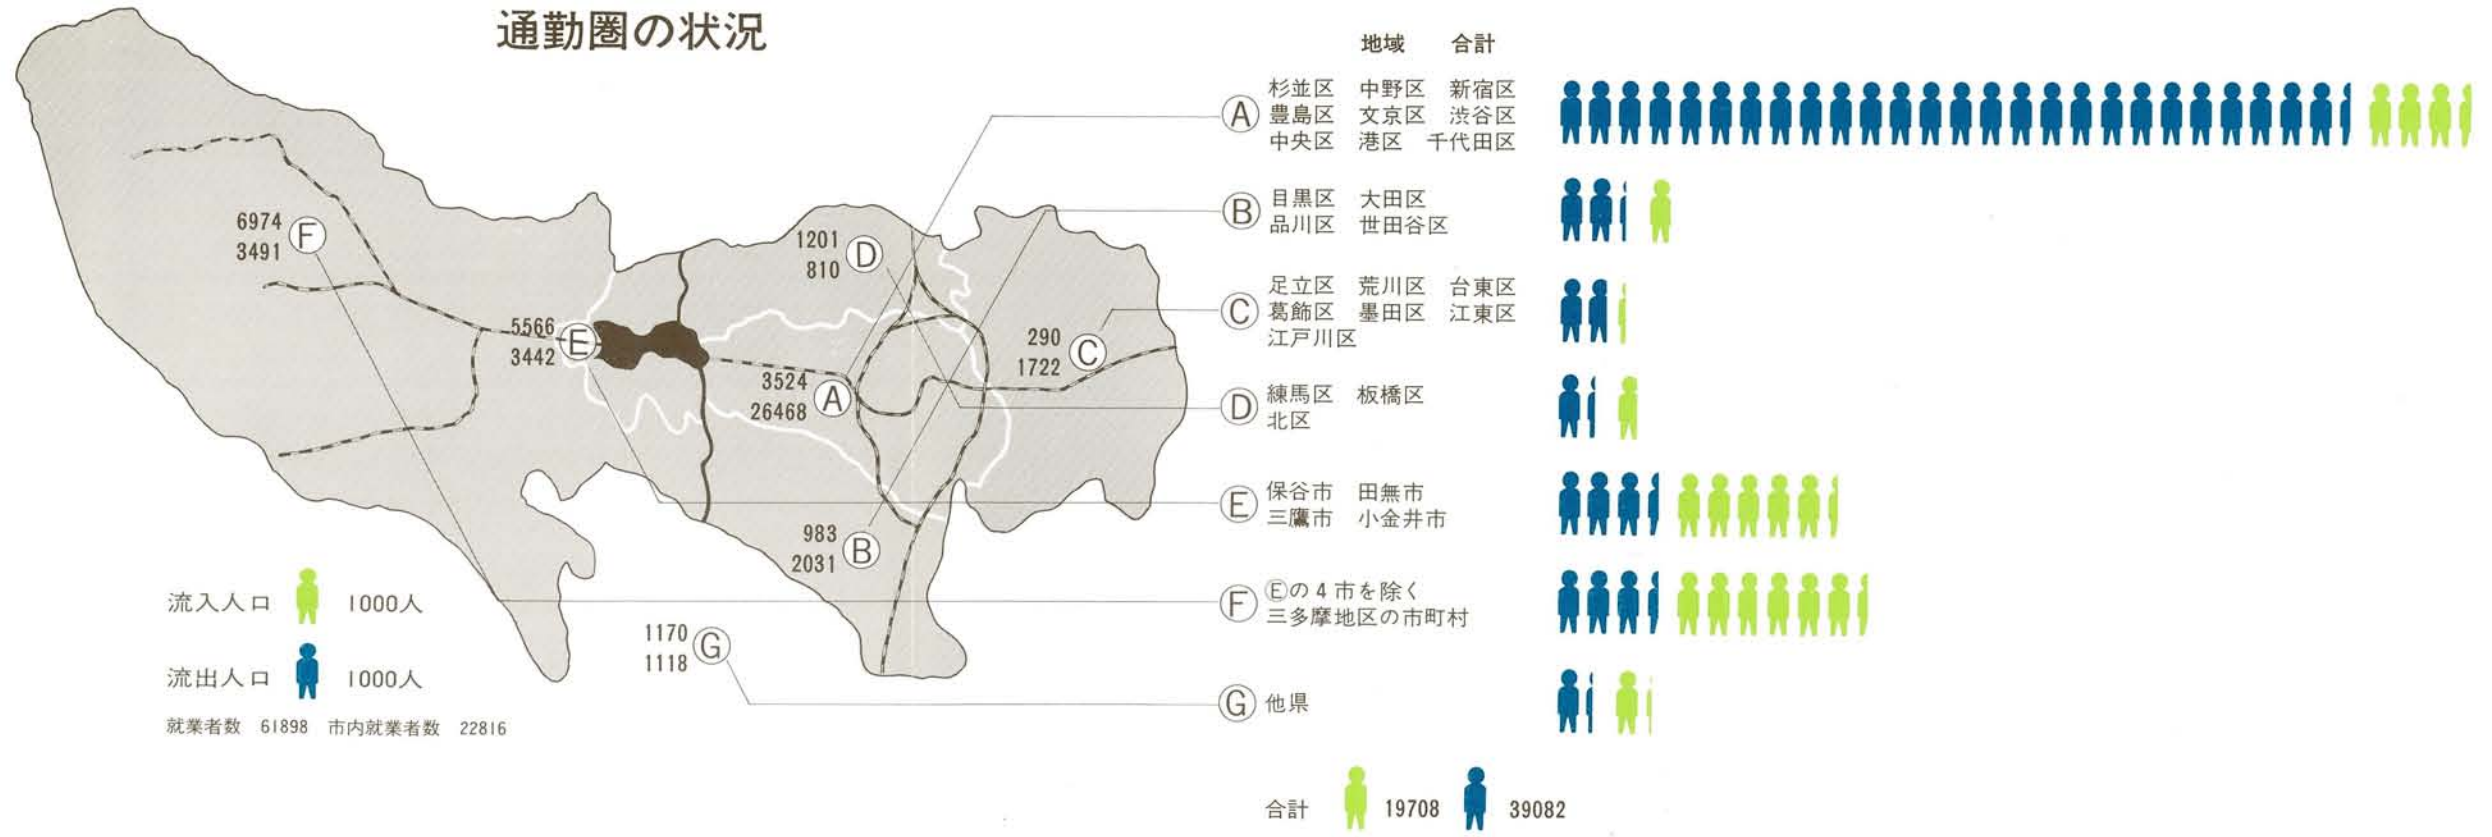 通勤圏の状況
地域 合計
Ⓐ 杉並区 中野区 新宿区
豊島区 文京区 渋谷区
中央区 港区 千代田区
Ⓑ 目黒区 大田区
品川区 世田谷区
Ⓒ 足立区 荒川区 台東区
葛飾区 墨田区 江東区
江戸川区
Ⓓ 練馬区 板橋区
北区
Ⓔ 保谷市 田無市
三鷹市 小金井市
Ⓕ Ⓔの4市を除く
三多摩地区の市町村
Ⓖ 他県
6974
3491
Ⓕ
5566
3442
Ⓔ
1201
810
Ⓓ
290
1722
Ⓒ
3524
26468
Ⓐ
983
2031
Ⓑ
1170
1118
Ⓖ
流入人口 1000人
流出人口 1000人
就業者数 61898 市内就業者数 22816
合計 19708 39082